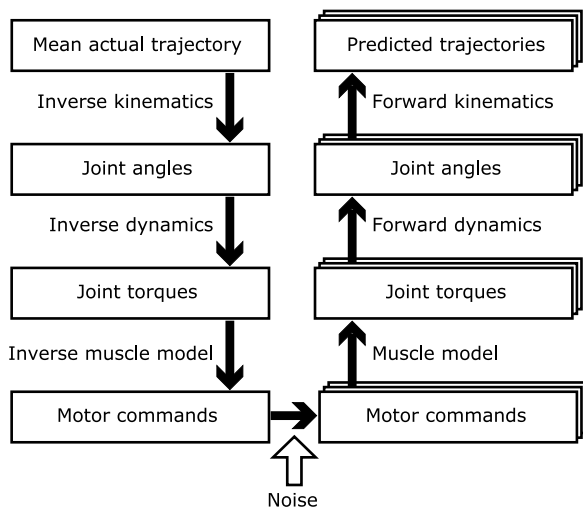 Mean actual trajectory
Inverse kinematics
Joint angles
Inverse dynamics
Joint torques
Inverse muscle model
Motor commands
Noise
Motor commands
Muscle model
Joint torques
Forward dynamics
Joint angles
Forward kinematics
Predicted trajectories